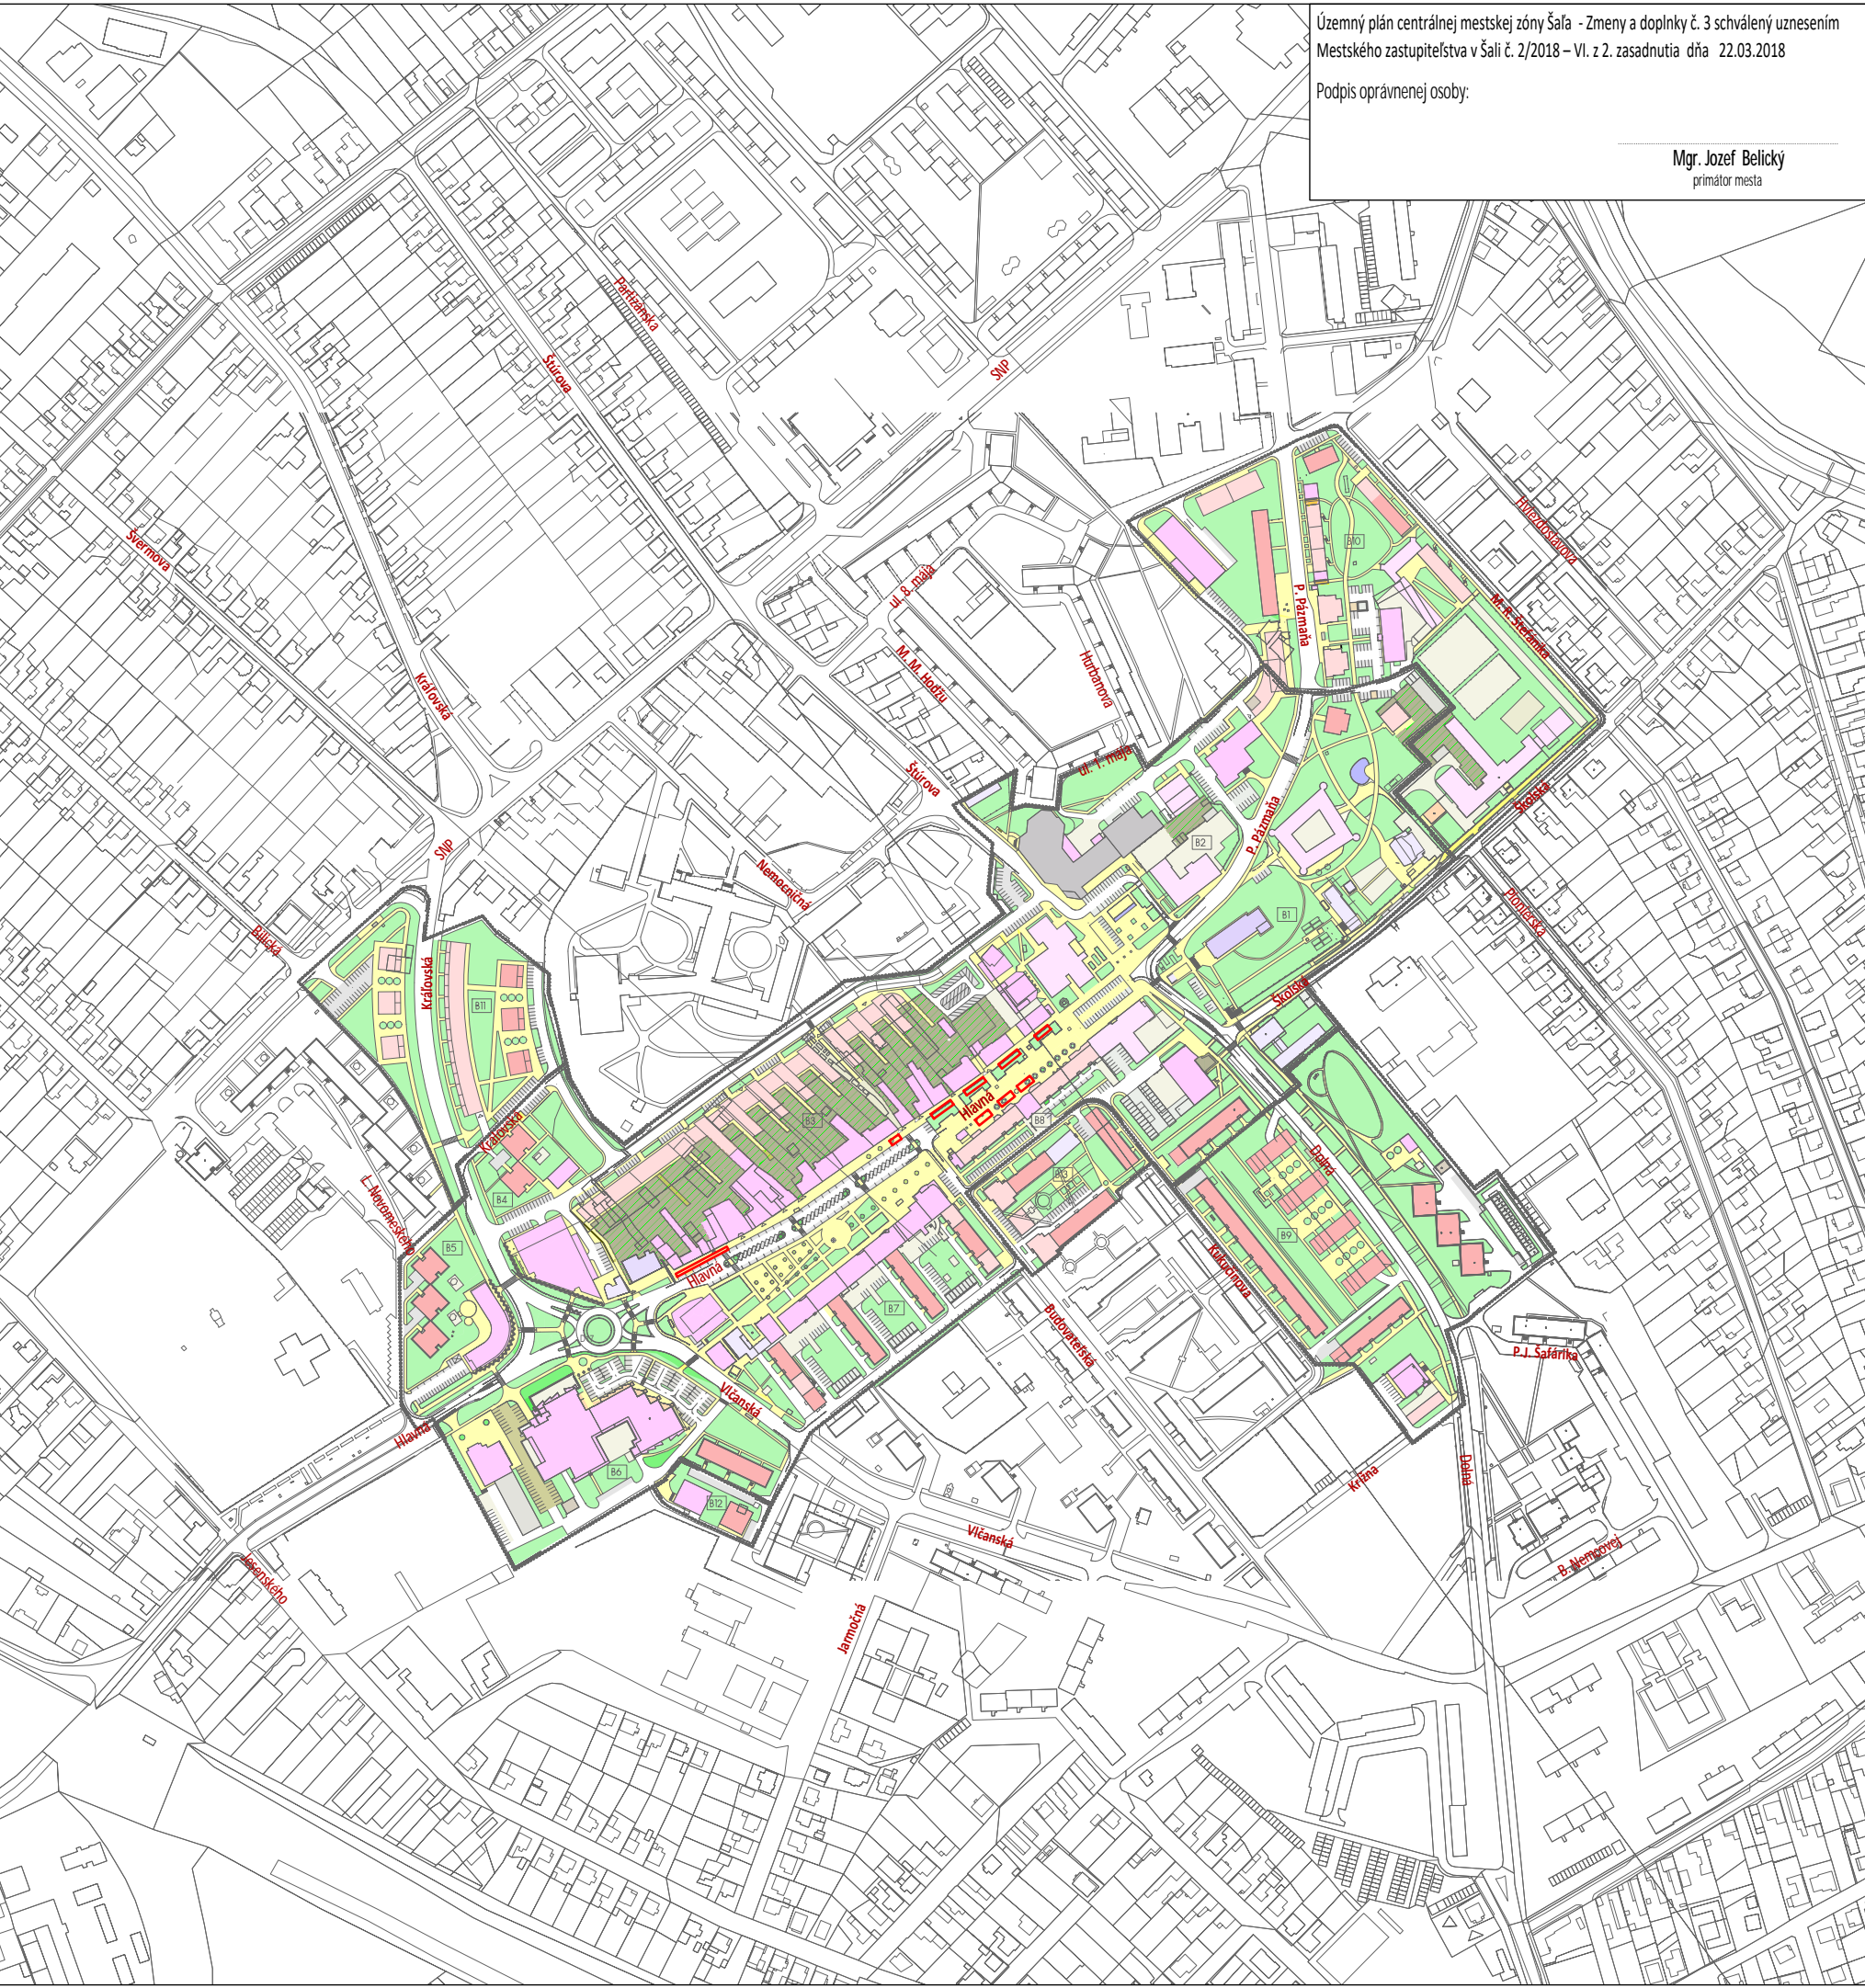 Územný plán centrálnej mestskej zóny Šaľa - Zmeny a doplnky č. 3 schválený uznesením
Mestského zastupiteľstva v Šali č. 2/2018 – VI. z 2. zasadnutia dňa 22.03.2018
Podpis oprávnenej osoby:
Mgr. Jozef Belický
primátor mesta
Partizánska
Štúrova
SNP
Švermova
Hviezdoslavova
ul. 8. mája
P. Pázmaňa
B10
M. R. Štefánika
M. M. Hodžu
Hurbanova
Kráľovská
ul. 1. mája
Štúrova
Školská
P. Pázmaňa
B2
SNP
Nemocničná
Pionierska
B1
Bilická
Kráľovská
B11
Školská
Hlavná
B3
B8
Kráľovská
Dolná
B13
B4
L. Novomeského
B5
B9
Kukučínova
Hlavná
B7
Budovateľská
P.J. Šafárika
Vlčanská
Hlavná
B6
B12
Krížna
Dolná
Vlčanská
B. Nemcovej
Jesenského
Jarmočná